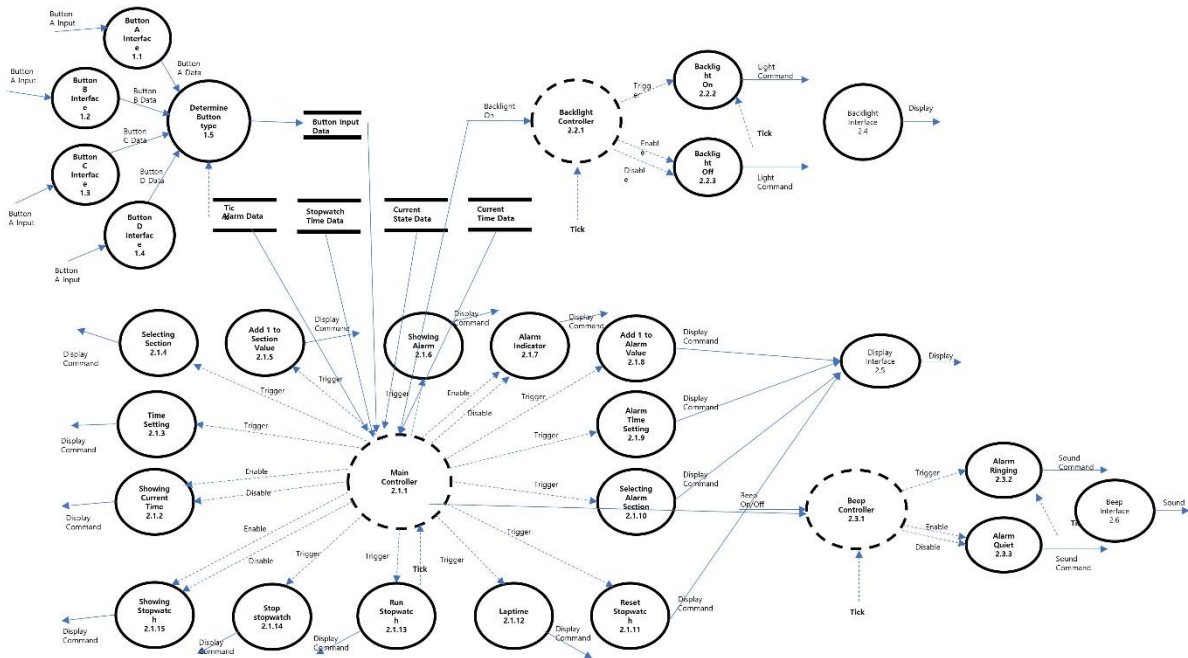 Button
A Input
Button
A
Interfac
e
1.1
Button
A Data
Button
A Input
Button
B
Interfac
e
1.2
Button
B Data
Button
C Data
Button
C
Interfac
e
1.3
Button
A Input
Button
D Data
Button
D
Interfac
e
1.4
Button
A Input
Determine
Button
type
1.5
Button Input
Data
Backlight
On
Backlight
Controller
2.2.1
Trigg
er
Backlig
ht
On
2.2.2
Light
Command
Tick
Enabl
e
Disabl
e
Backlig
ht
Off
2.2.3
Light
Command
Tick
Backlight
Interface
2.4
Display
Tic
Alarm Data
Stopwatch
Time Data
Current
State Data
Current
Time Data
Selecting
Section
2.1.4
Display
Command
Add 1 to
Section
Value
2.1.5
Display
Command
Showing
Alarm
2.1.6
Display
Command
Alarm
Indicator
2.1.7
Display
Command
Add 1 to
Alarm
Value
2.1.8
Display
Command
Display
Interface
2.5
Display
Trigger
Trigger
Trigger
Enable
Disable
Trigger
Time
Setting
2.1.3
Display
Command
Trigger
Alarm
Time
Setting
2.1.9
Display
Command
Trigger
Main
Controller
2.1.1
Showing
Current
Time
2.1.2
Display
Command
Enable
Disable
Trigger
Selecting
Alarm
Section
2.1.10
Display
Command
Beep
On/Off
Beep
Controller
2.3.1
Trigger
Alarm
Ringing
2.3.2
Sound
Command
Beep
Interface
2.6
Sound
Enable
Disable
Alarm
Quiet
2.3.3
Sound
Command
Tick
Enable
Disable
Trigger
Trigger
Tick
Trigger
Trigger
Showing
Stopwatc
h
2.1.15
Display
Command
Stop
stopwatch
2.1.14
Display
Command
Run
Stopwatc
h
2.1.13
Display
Command
Laptime
2.1.12
Display
Command
Reset
Stopwatc
h
2.1.11
Display
Command